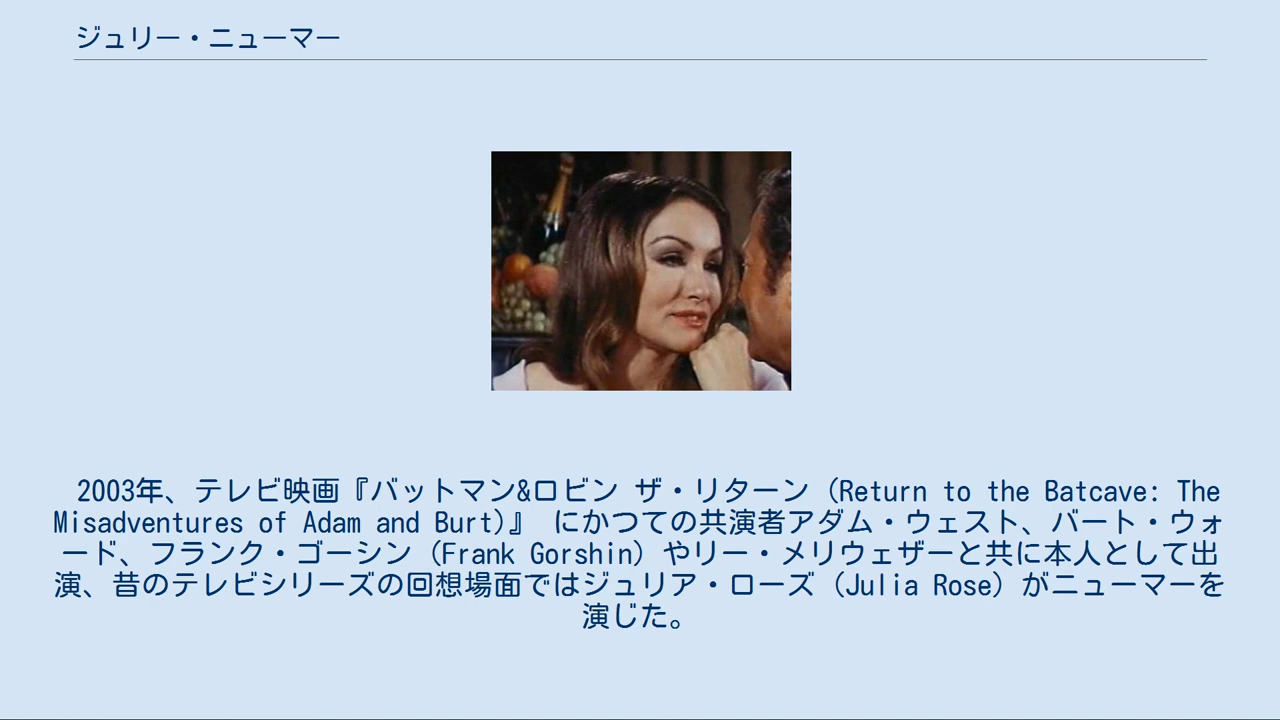 ジュリー・ニューマー
2003年、テレビ映画『バットマン&ロビン ザ・リターン（Return to the Batcave: The
Misadventures of Adam and Burt)』 にかつての共演者アダム・ウェスト、バート・ウォ
ード、フランク・ゴーシン（Frank Gorshin）やリー・メリウェザーと共に本人として出
演、昔のテレビシリーズの回想場面ではジュリア・ローズ（Julia Rose）がニューマーを
演じた。